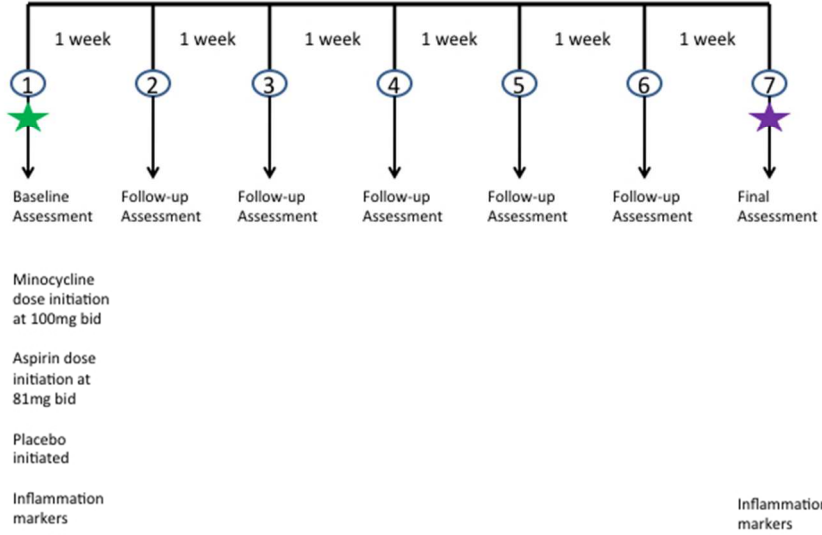 1 week 1 week 1 week 1 week 1 week 1 week
1 2 3 4 5 6 7
Baseline Follow-up Follow-up Follow-up Follow-up Follow-up Final
Assessment Assessment Assessment Assessment Assessment Assessment Assessment
Minocycline
dose initiation
at 100mg bid
Aspirin dose
initiation at
81mg bid
Placebo
initiated
Inflammation
markers
Inflammation
markers